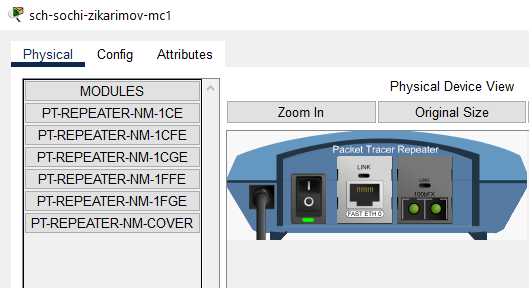 sch-sochi-zikarimov-mc1
Physical Config Attributes
MODULES
PT-REPEATER-NM-1CE
PT-REPEATER-NM-1CFE
PT-REPEATER-NM-1CGE
PT-REPEATER-NM-1FFE
PT-REPEATER-NM-1FGE
PT-REPEATER-NM-COVER
Physical Device View
Zoom In Original Size
Packet Tracer Repeater
LINK
FAST ETH 0
LINK
100bFX